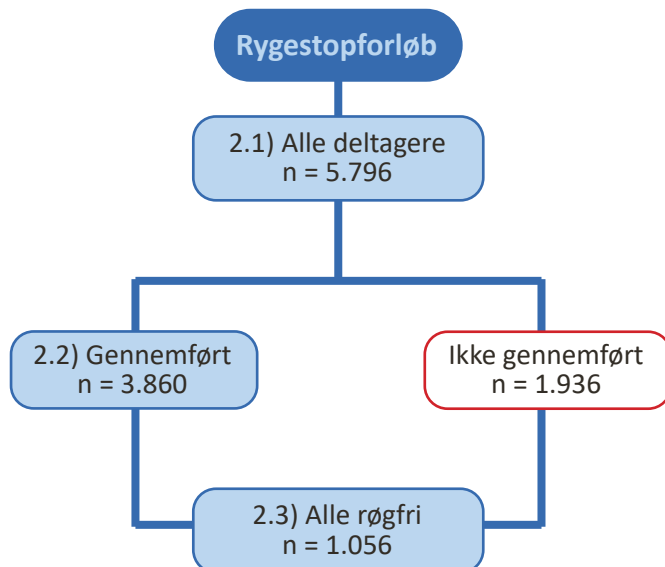 Rygestopforløb
2.1) Alle deltagere
n = 5.796
2.2) Gennemført
n = 3.860
Ikke gennemført
n = 1.936
2.3) Alle røgfri
n = 1.056